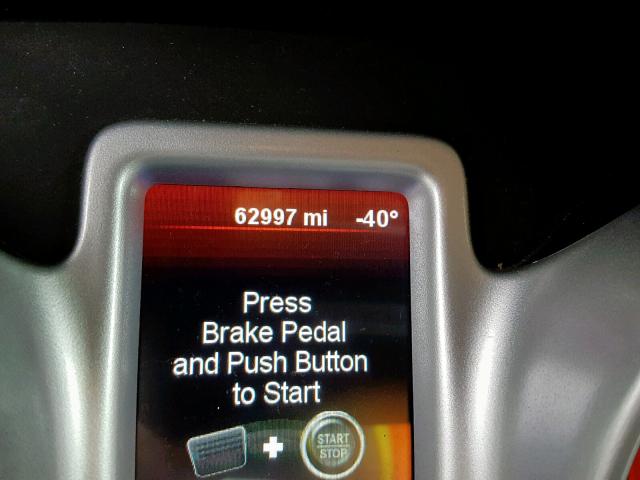 62997 mi -40°
Press
Brake Pedal
and Push Button
to Start
START
STOP